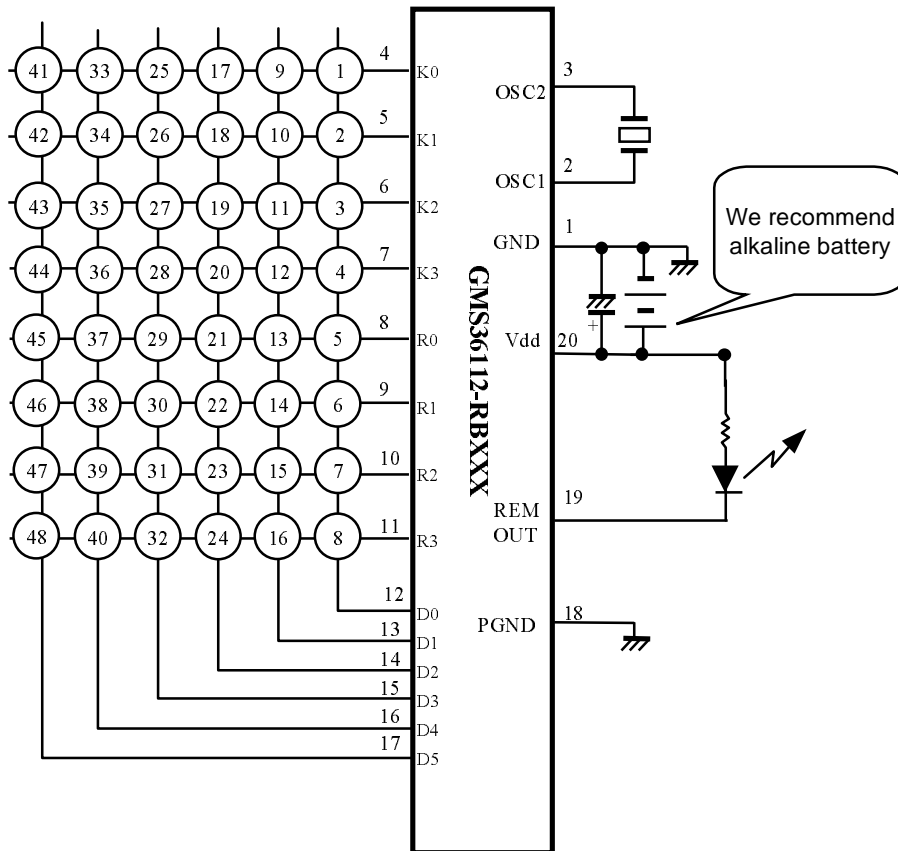 41 33 25 17 9 1 4 K0
42 34 26 18 10 2 5 K1
43 35 27 19 11 3 6 K2
44 36 28 20 12 4 7 K3
45 37 29 21 13 5 8 R0
46 38 30 22 14 6 9 R1
47 39 31 23 15 7 10 R2
48 40 32 24 16 8 11 R3
12 D0
13 D1
14 D2
15 D3
16 D4
17 D5
GMS36112-RBXXX
OSC2 3
OSC1 2
GND 1
+
Vdd 20
REM 19
OUT
PGND 18
We recommend
alkaline battery